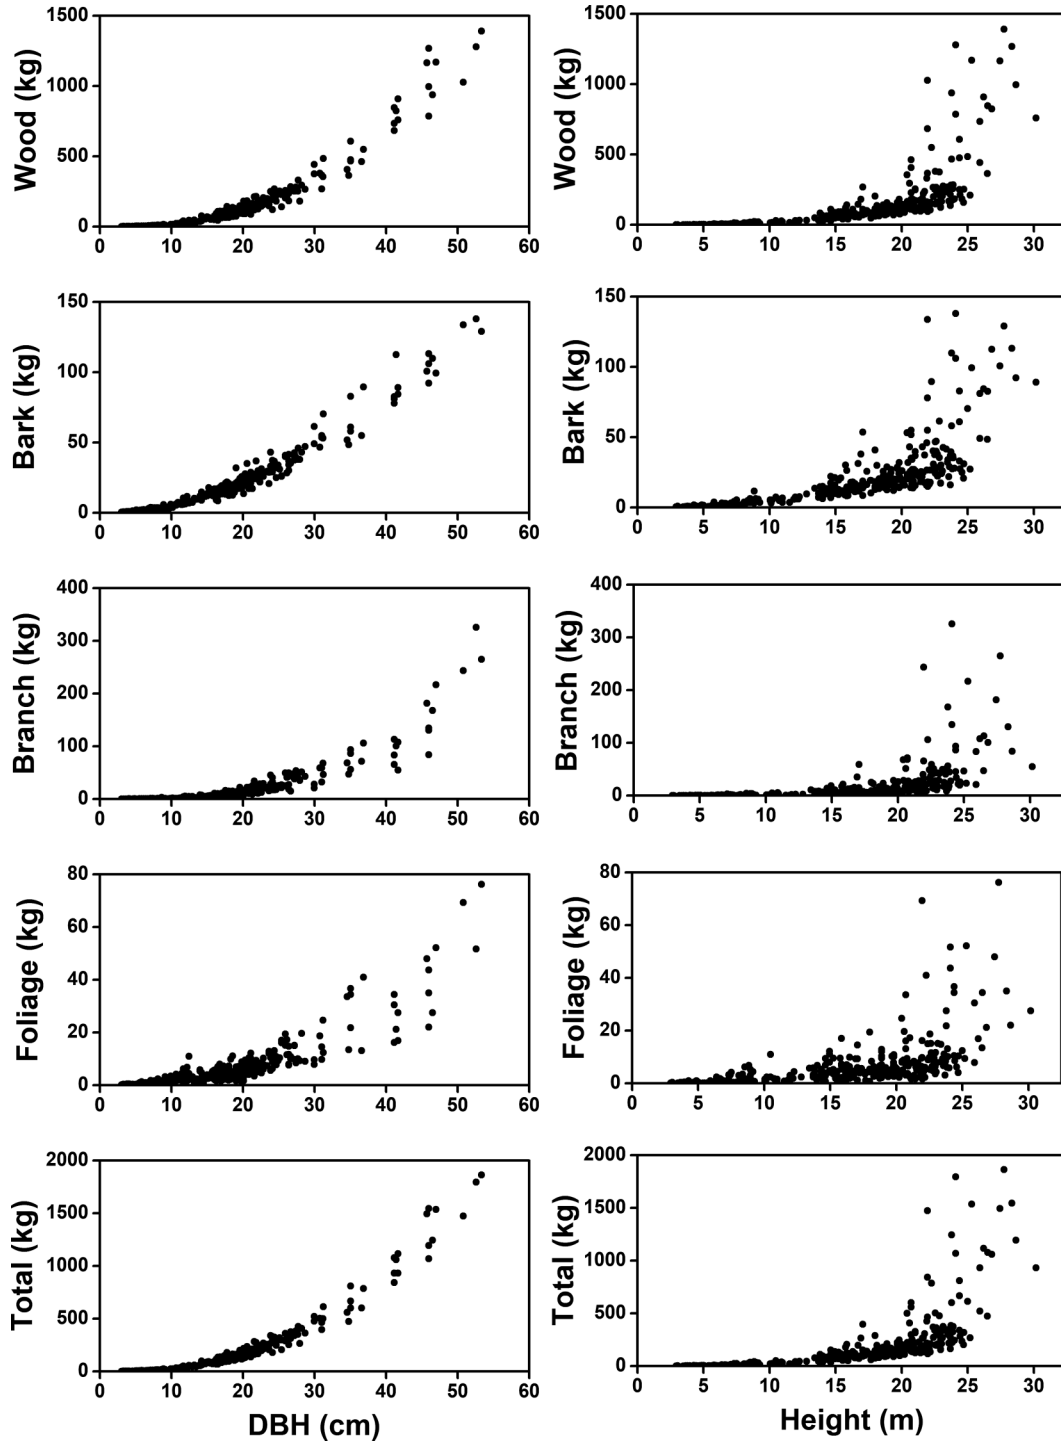 1500
1000
500
0
Wood (kg)
0 10 20 30 40 50 60
1500
1000
500
0
Wood (kg)
0 5 10 15 20 25 30
150
100
50
0
Bark (kg)
0 10 20 30 40 50 60
150
100
50
0
Bark (kg)
0 5 10 15 20 25 30
400
300
200
100
0
Branch (kg)
0 10 20 30 40 50 60
400
300
200
100
0
Branch (kg)
0 5 10 15 20 25 30
80
60
40
20
0
Foliage (kg)
0 10 20 30 40 50 60
80
60
40
20
0
Foliage (kg)
0 5 10 15 20 25 30
2000
1500
1000
500
0
Total (kg)
0 10 20 30 40 50 60
DBH (cm)
2000
1500
1000
500
0
Total (kg)
0 5 10 15 20 25 30
Height (m)